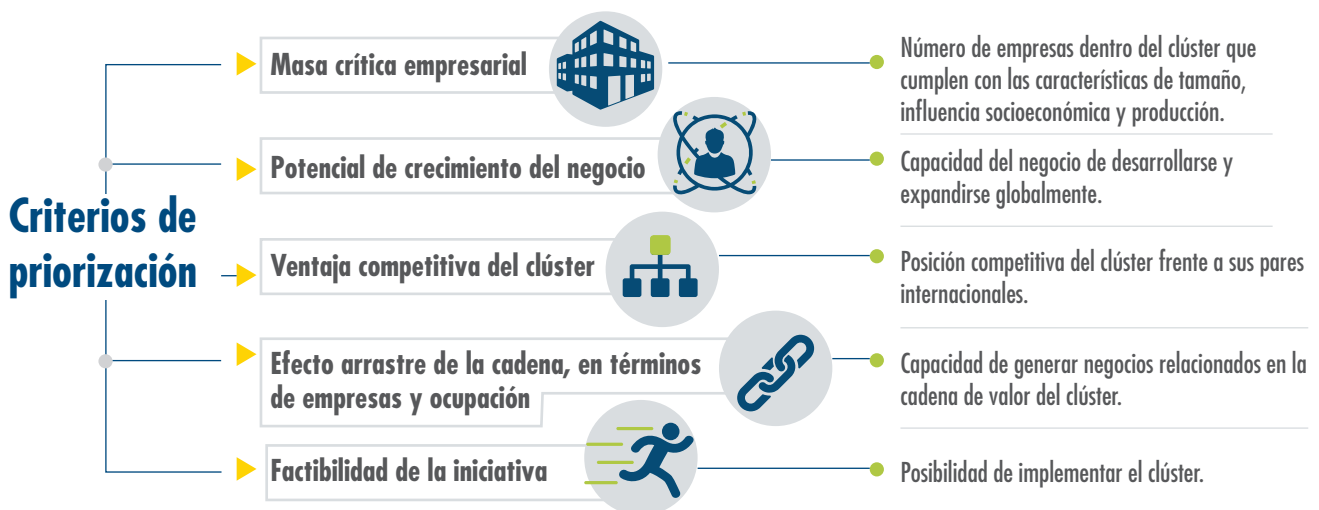 Criterios de
priorización
Masa crítica empresarial
Número de empresas dentro del clúster que
cumplen con las características de tamaño,
influencia socioeconómica y producción.
Potencial de crecimiento del negocio
Capacidad del negocio de desarrollarse y
expandirse globalmente.
Ventaja competitiva del clúster
Posición competitiva del clúster frente a sus pares
internacionales.
Efecto arrastre de la cadena, en términos
de empresas y ocupación
Capacidad de generar negocios relacionados en la
cadena de valor del clúster.
Factibilidad de la iniciativa
Posibilidad de implementar el clúster.